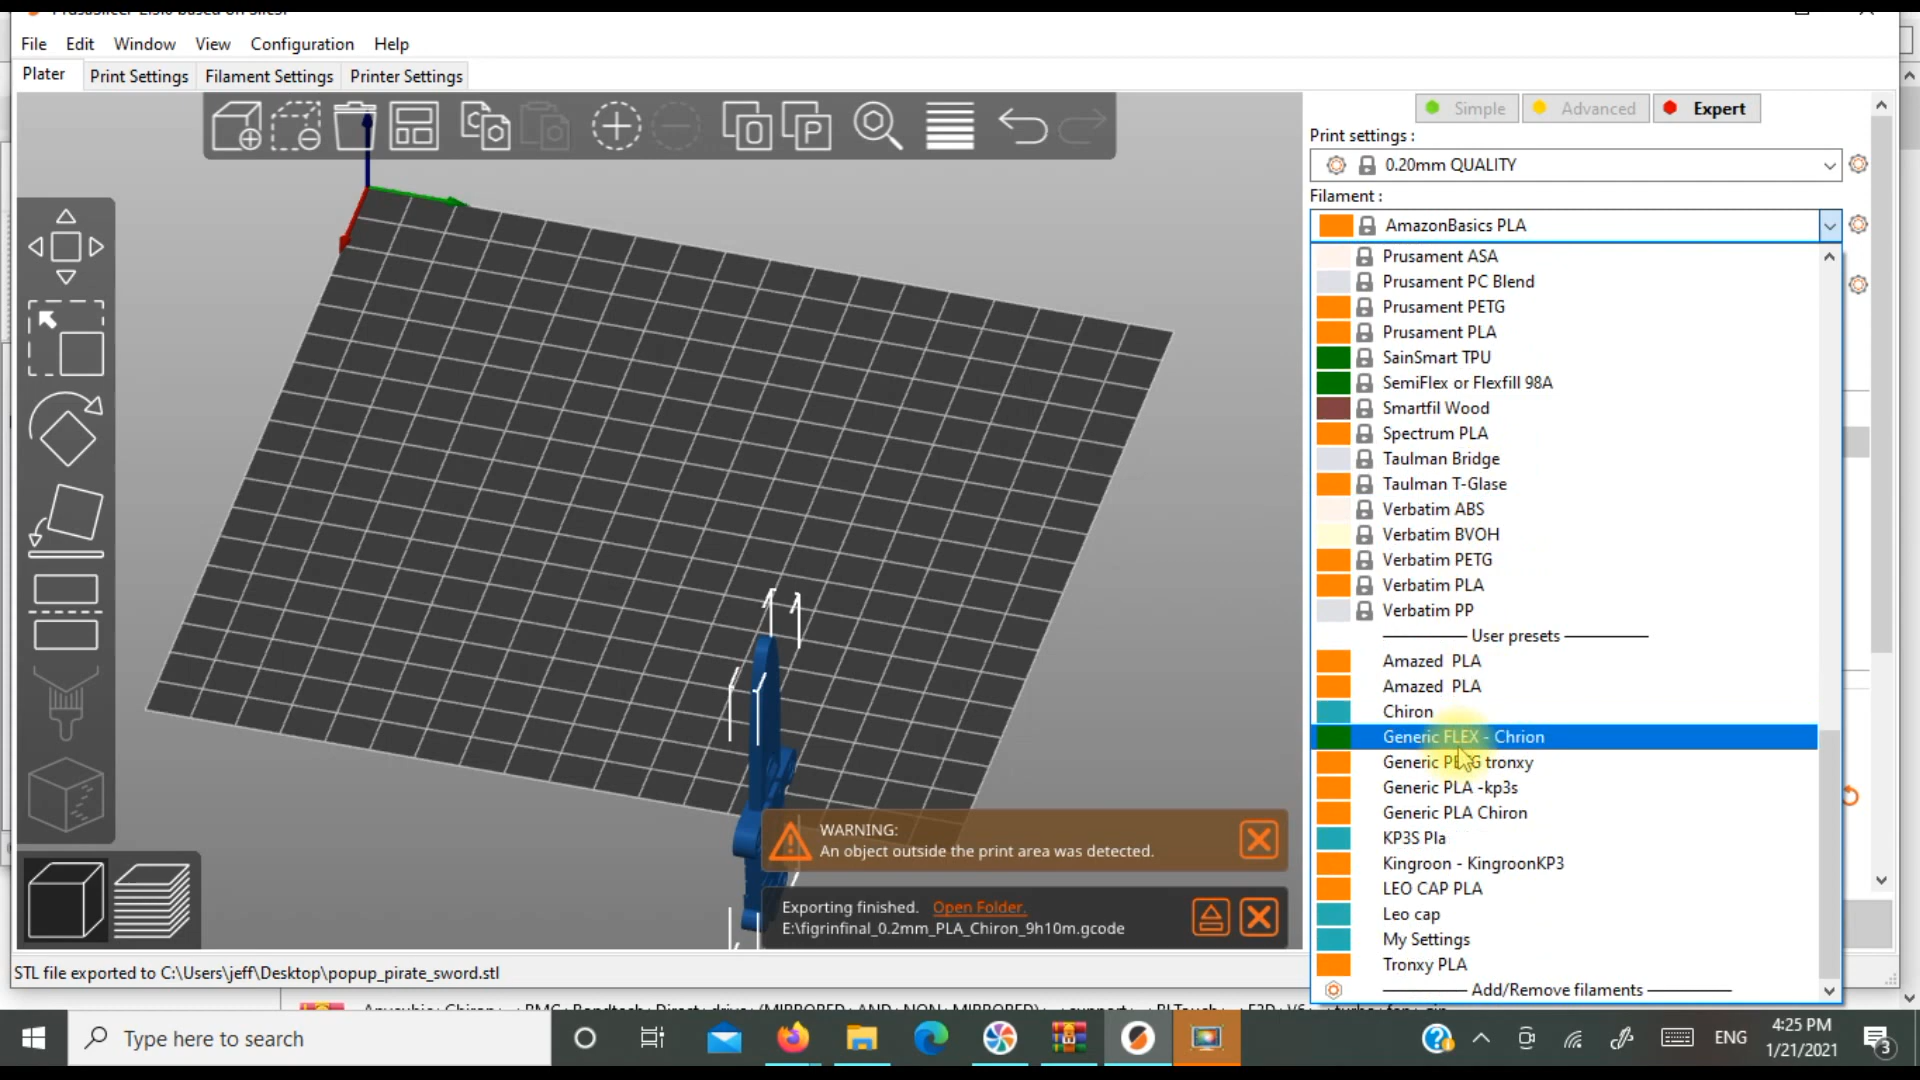 File Edit Window View Configuration Help
Plater Print Settings Filament Settings Printer Settings
Simple Advanced Expert
Print settings :
0.20mm QUALITY
Filament :
AmazonBasics PLA
Prusament ASA
Prusament PC Blend
Prusament PETG
Prusament PLA
SainSmart TPU
SemiFlex or Flexfill 98A
Smartfil Wood
Spectrum PLA
Taulman Bridge
Taulman T-Glase
Verbatim ABS
Verbatim BVOH
Verbatim PETG
Verbatim PLA
Verbatim PP
User presets
Amazed PLA
Amazed PLA
Chiron
Generic FLEX - Chrion
Generic PETG tronxy
Generic PLA -kp3s
Generic PLA Chiron
KP3S Pla
Kingroon - KingroonKP3
LEO CAP PLA
Leo cap
My Settings
Tronxy PLA
Add/Remove filaments
WARNING:
An object outside the print area was detected.
Exporting finished. Open Folder.
E:\figrinfinal_0.2mm_PLA_Chiron_9h10m.gcode
STL file exported to C:\Users\jeff\Desktop\popup_pirate_sword.stl
Type here to search
ENG
4:25 PM
1/21/2021
3